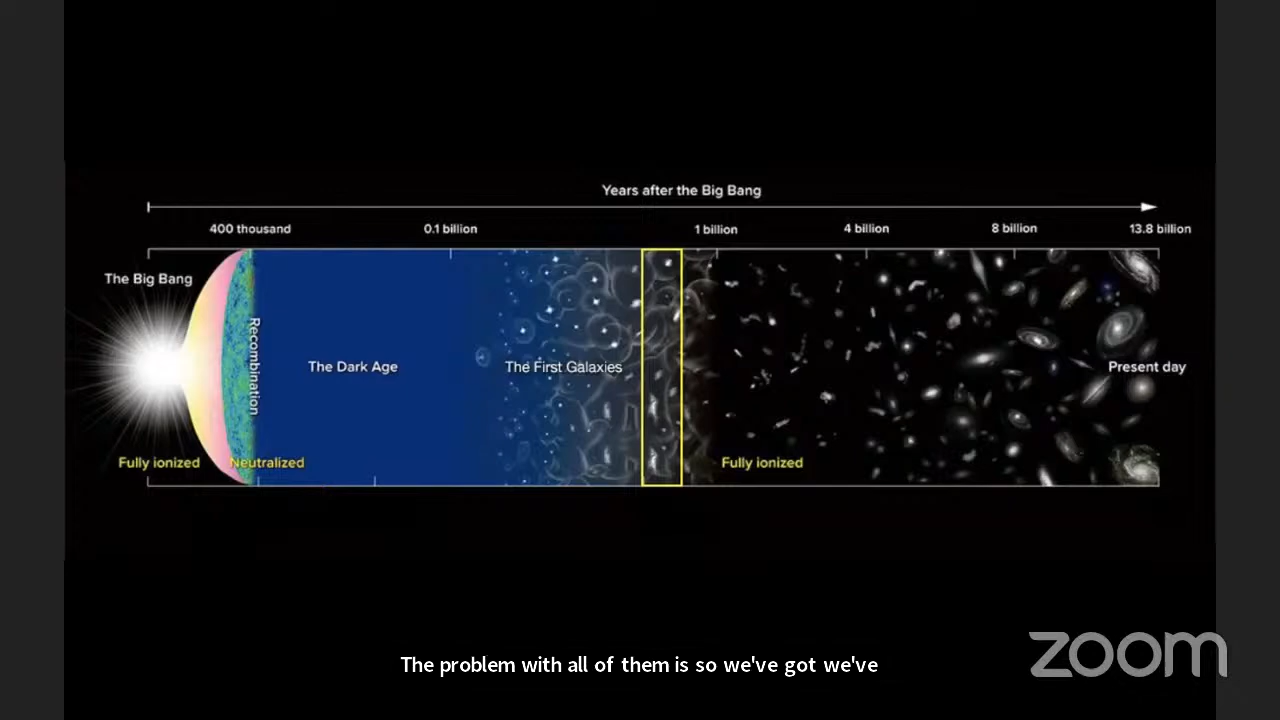 Years after the Big Bang
400 thousand 0.1 billion 1 billion 4 billion 8 billion 13.8 billion
The Big Bang
Recombination
The Dark Age The First Galaxies Present day
Fully ionized Neutralized Fully ionized
zoom
The problem with all of them is so we've got we've